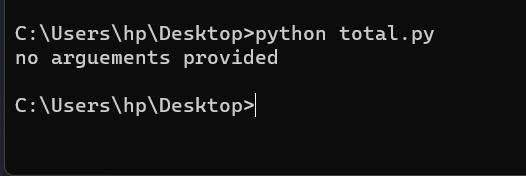 C:\Users\hp\Desktop>python total.py
no arguements provided
C:\Users\hp\Desktop>